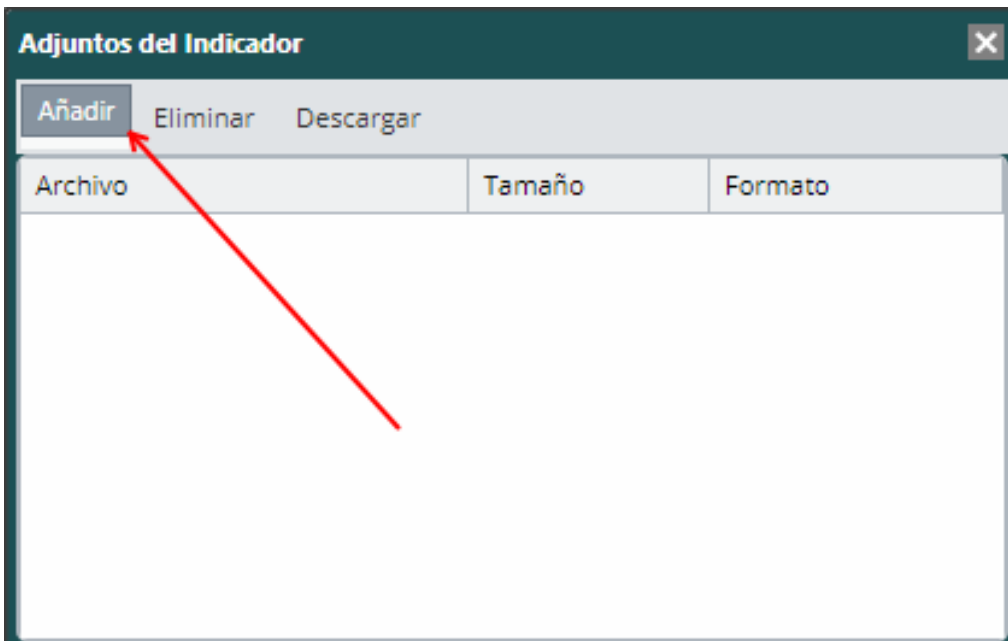 Adjuntos del Indicador
Añadir Eliminar Descargar
Archivo Tamaño Formato